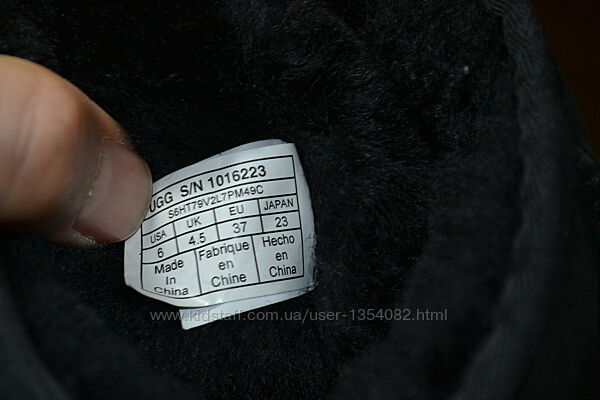 UGG S/N 1016223
S6HT79V2L7PM49C
USA UK EU JAPAN
6 4.5 37 23
Made Fabrique Hecho
In en en
China Chine China
www.kidstaff.com.ua/user-1354082.html